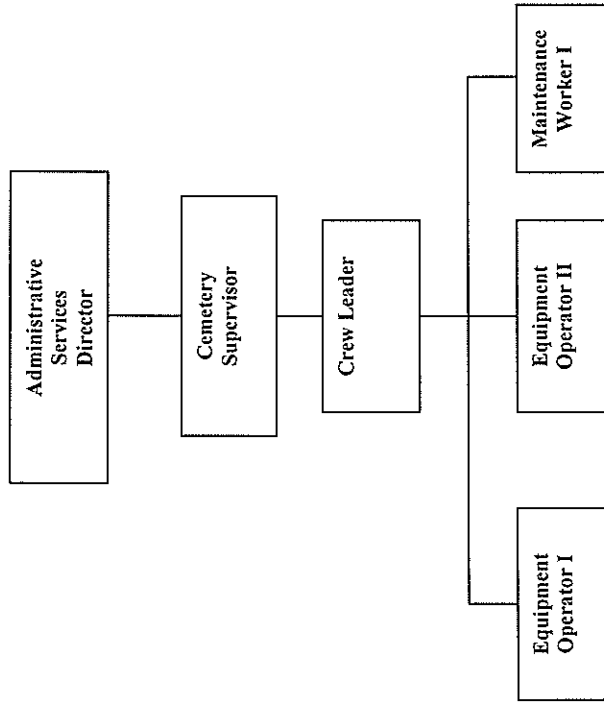 Administrative
Services
Director
Cemetery
Supervisor
Crew Leader
Equipment
Operator I
Equipment
Operator II
Maintenance
Worker I